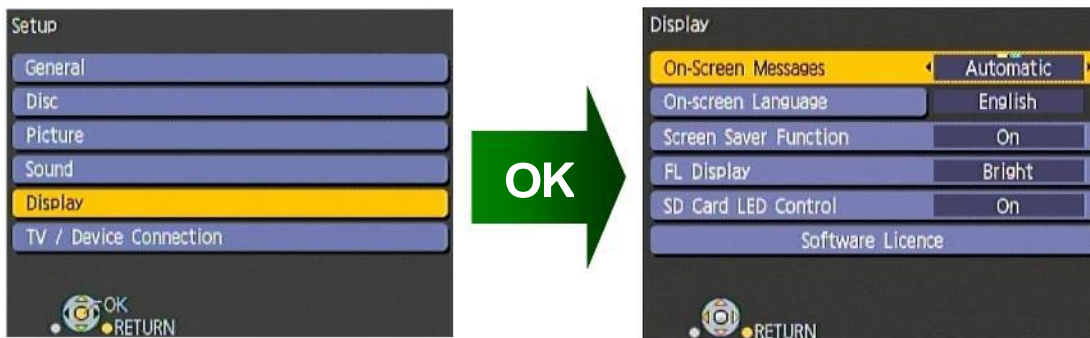 Setup
General
Disc
Picture
Sound
Display
TV / Device Connection
OK
RETURN
OK
Display
On-Screen Messages Automatic
On-screen Language English
Screen Saver Function On
FL Display Bright
SD Card LED Control On
Software Licence
RETURN